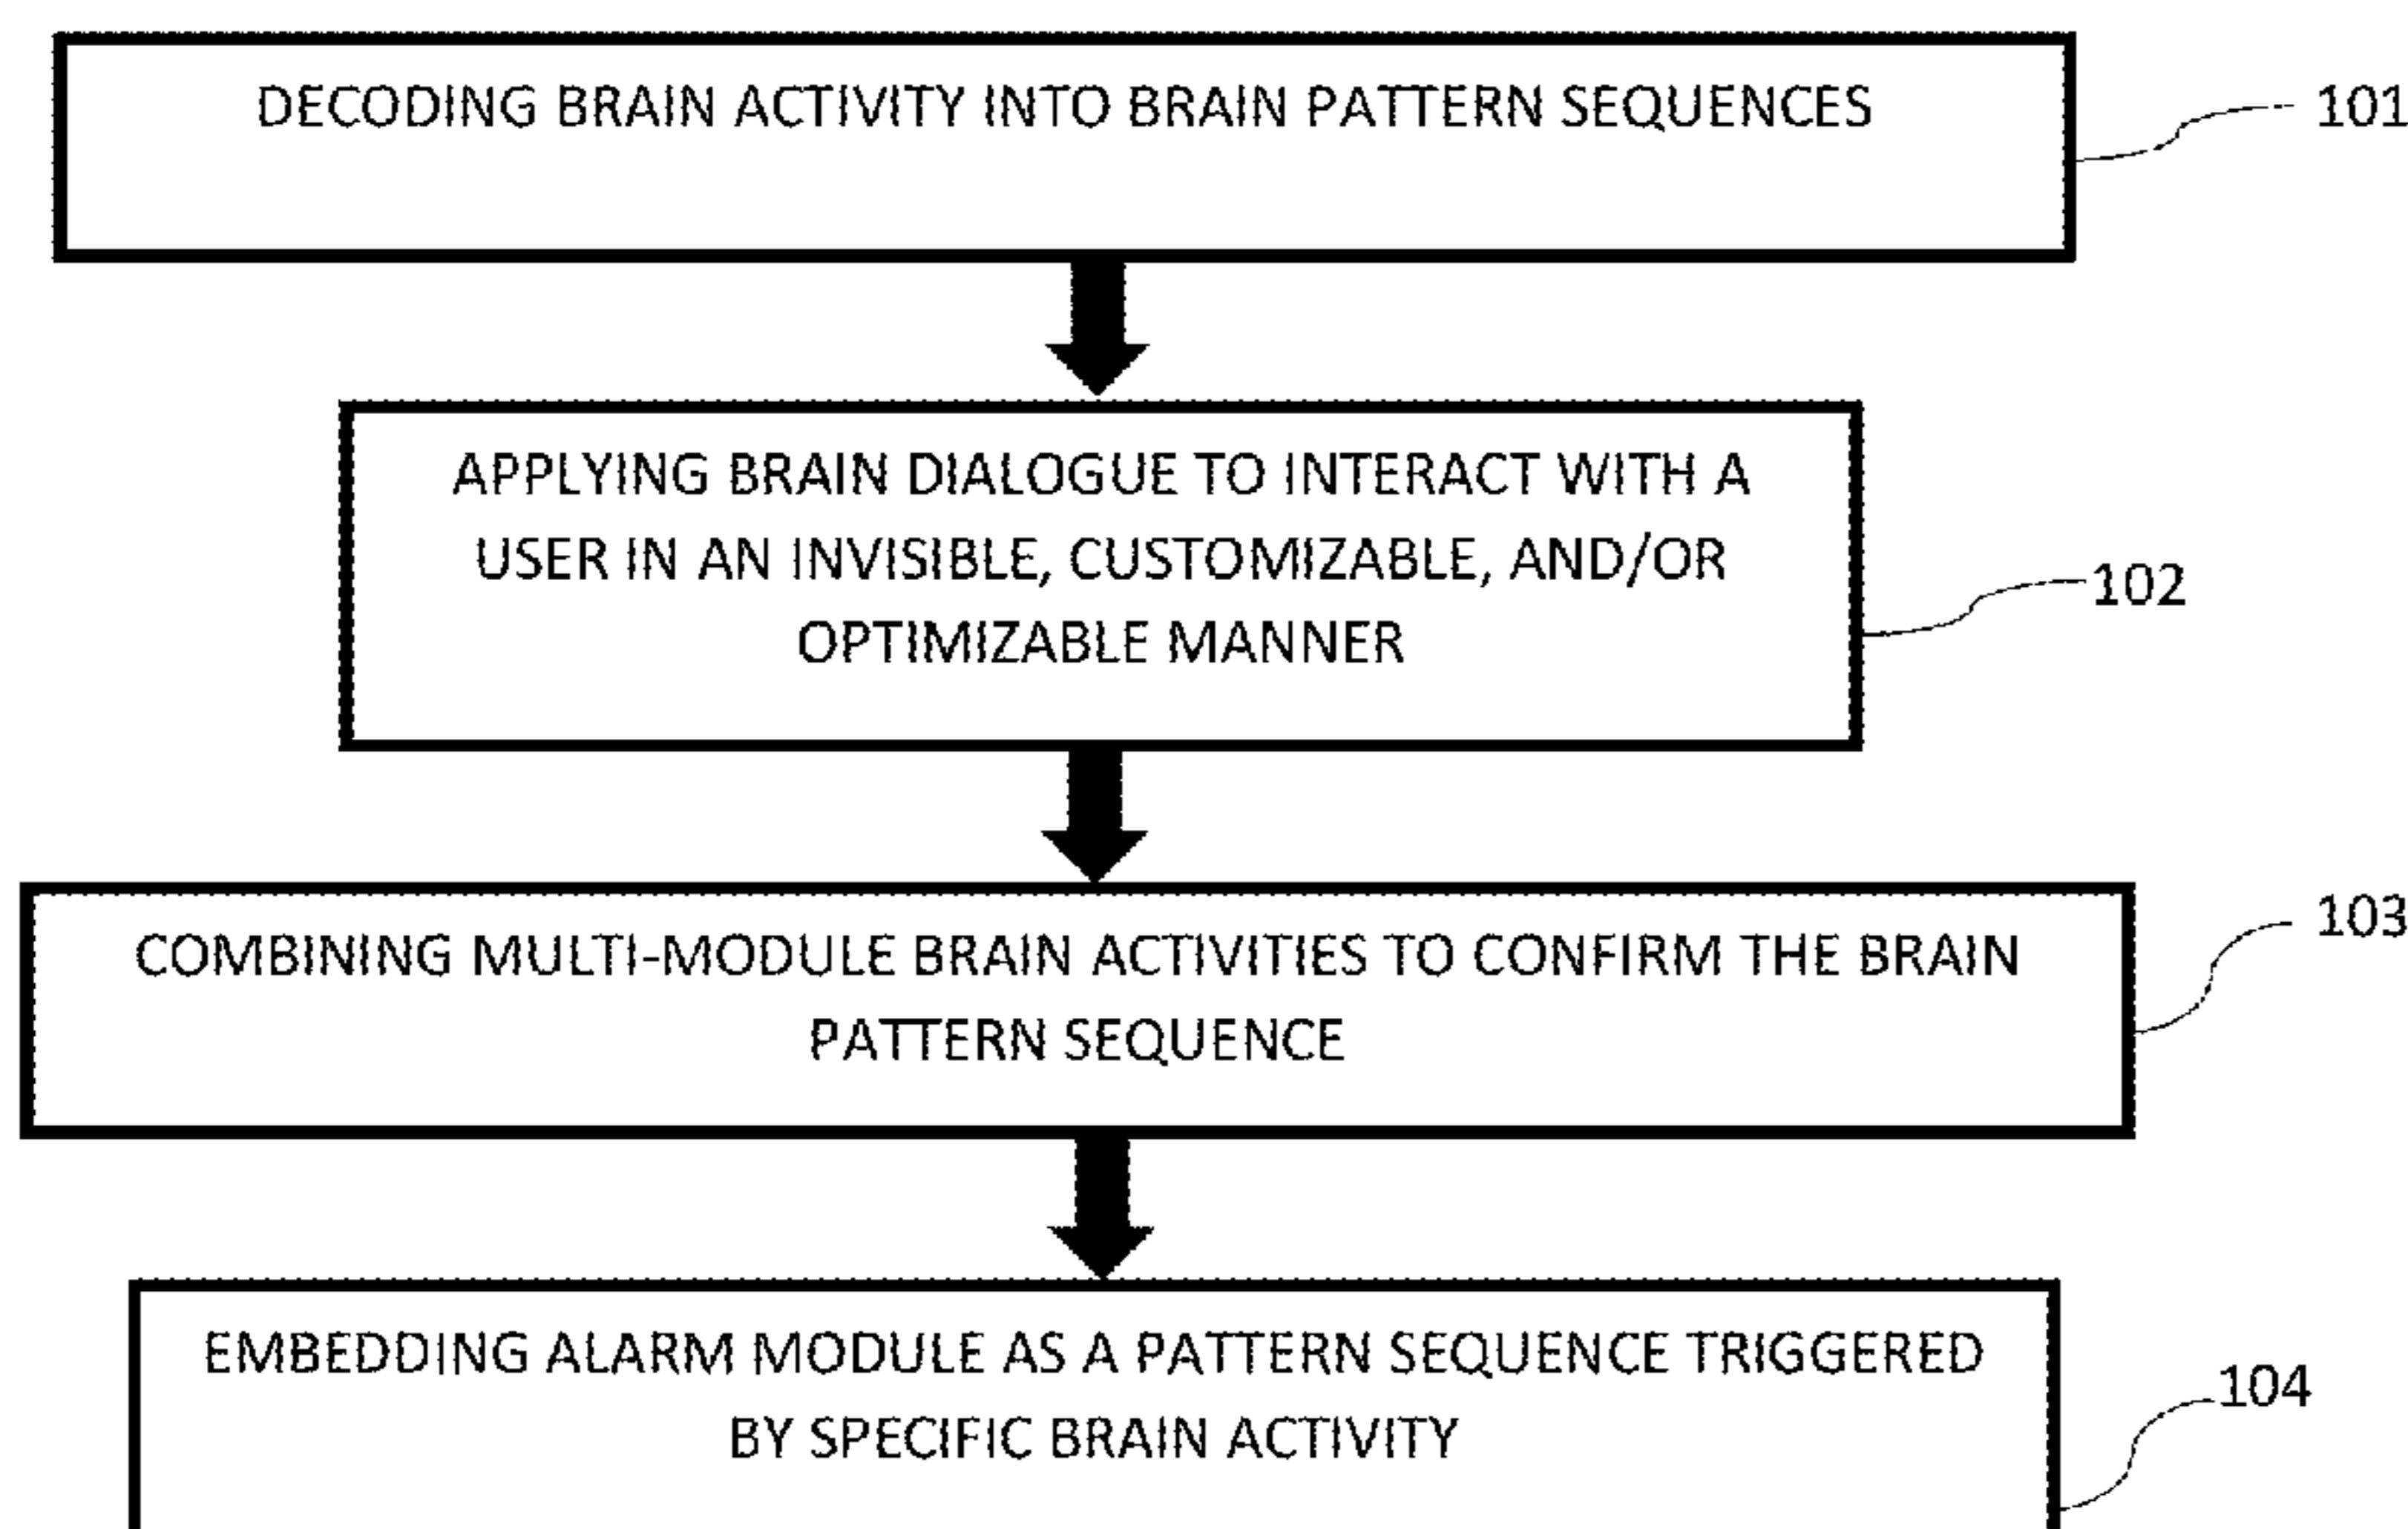 DECODING BRAIN ACTIVITY INTO BRAIN PATTERN SEQUENCES
101
APPLYING BRAIN DIALOGUE TO INTERACT WITH A
USER IN AN INVISIBLE, CUSTOMIZABLE, AND/OR
OPTIMIZABLE MANNER
102
COMBINING MULTI-MODULE BRAIN ACTIVITIES TO CONFIRM THE BRAIN
PATTERN SEQUENCE
103
EMBEDDING ALARM MODULE AS A PATTERN SEQUENCE TRIGGERED
BY SPECIFIC BRAIN ACTIVITY
104